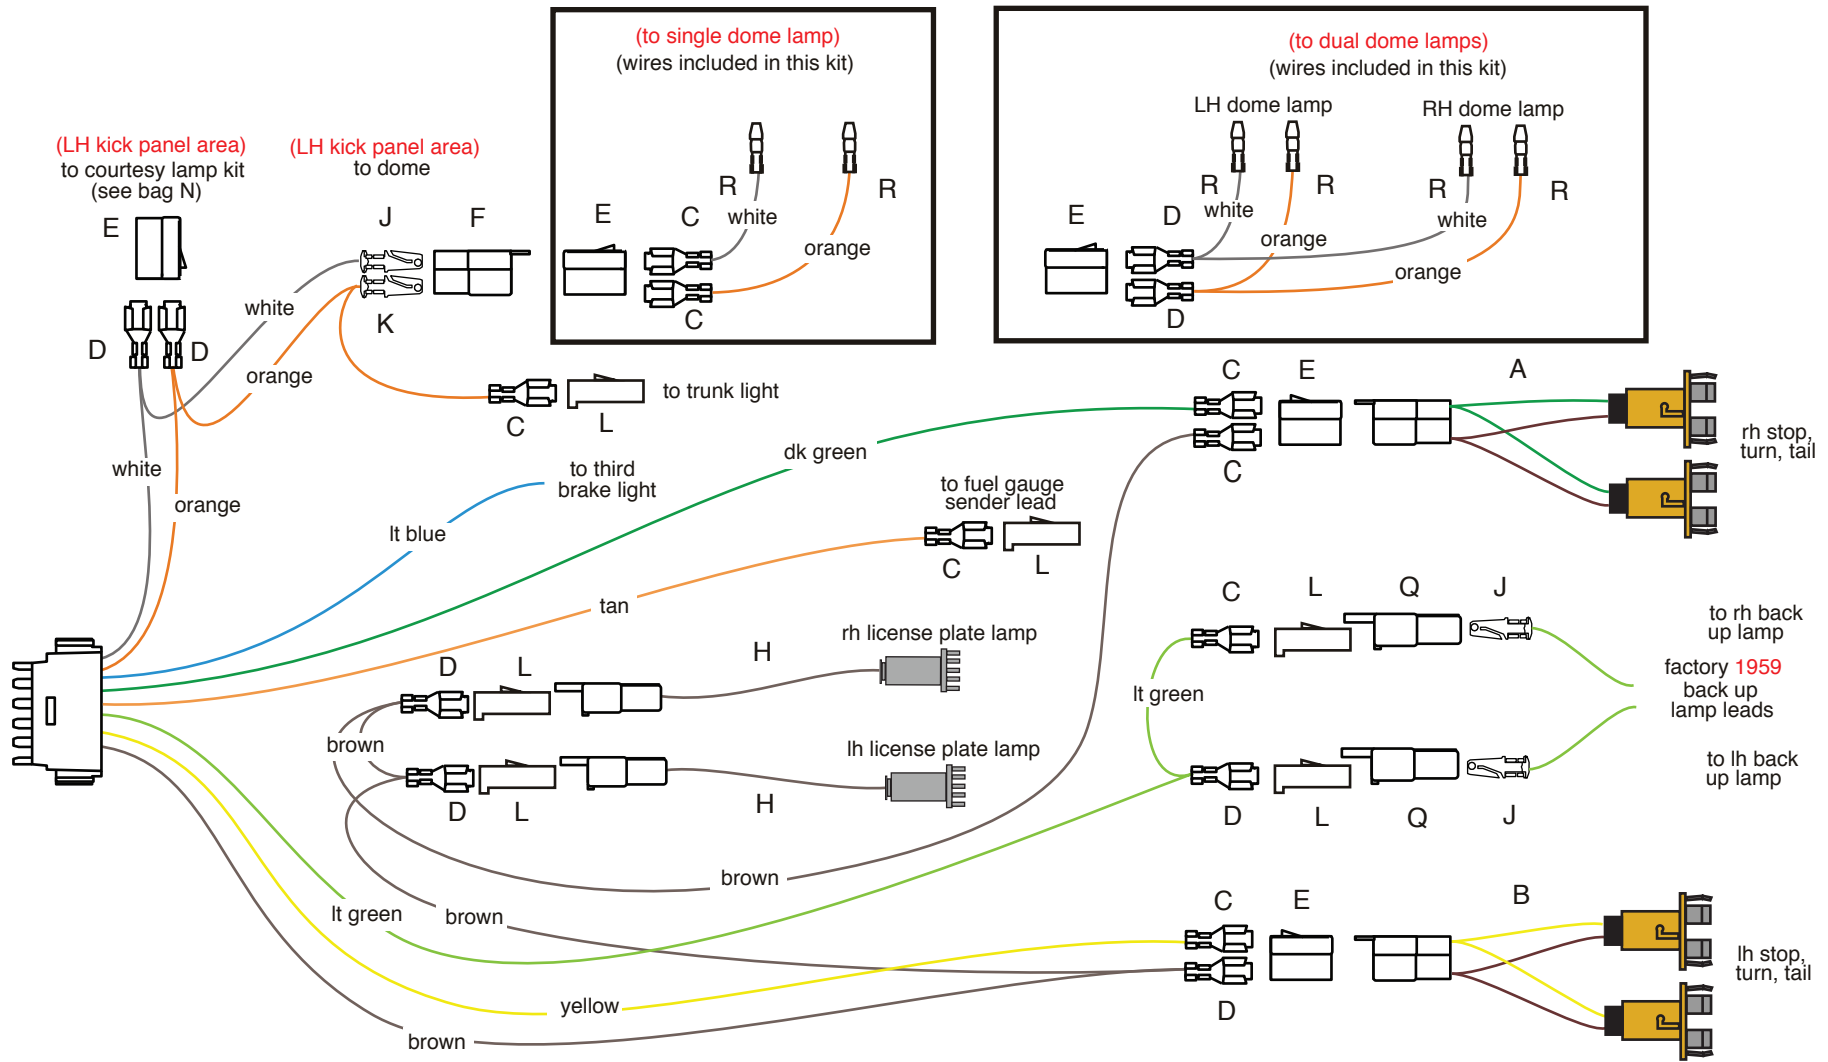 (to single dome lamp)
(wires included in this kit)
R
R
white
orange
E
C
C
(to dual dome lamps)
(wires included in this kit)
LH dome lamp
RH dome lamp
R
R
R
R
white
orange
white
orange
E
D
D
(LH kick panel area)
to courtesy lamp kit
(see bag N)
E
D
D
(LH kick panel area)
to dome
J
F
K
white
orange
white
orange
C
L
to trunk light
to third
brake light
lt blue
dk green
to fuel gauge
sender lead
C
L
tan
C
E
A
C
rh stop,
turn, tail
C
L
Q
J
to rh back
up lamp
factory 1959
back up
lamp leads
lt green
to lh back
up lamp
D
L
Q
J
D
L
H
rh license plate lamp
brown
lh license plate lamp
D
L
H
brown
lt green
brown
C
E
B
D
lh stop,
turn, tail
yellow
brown